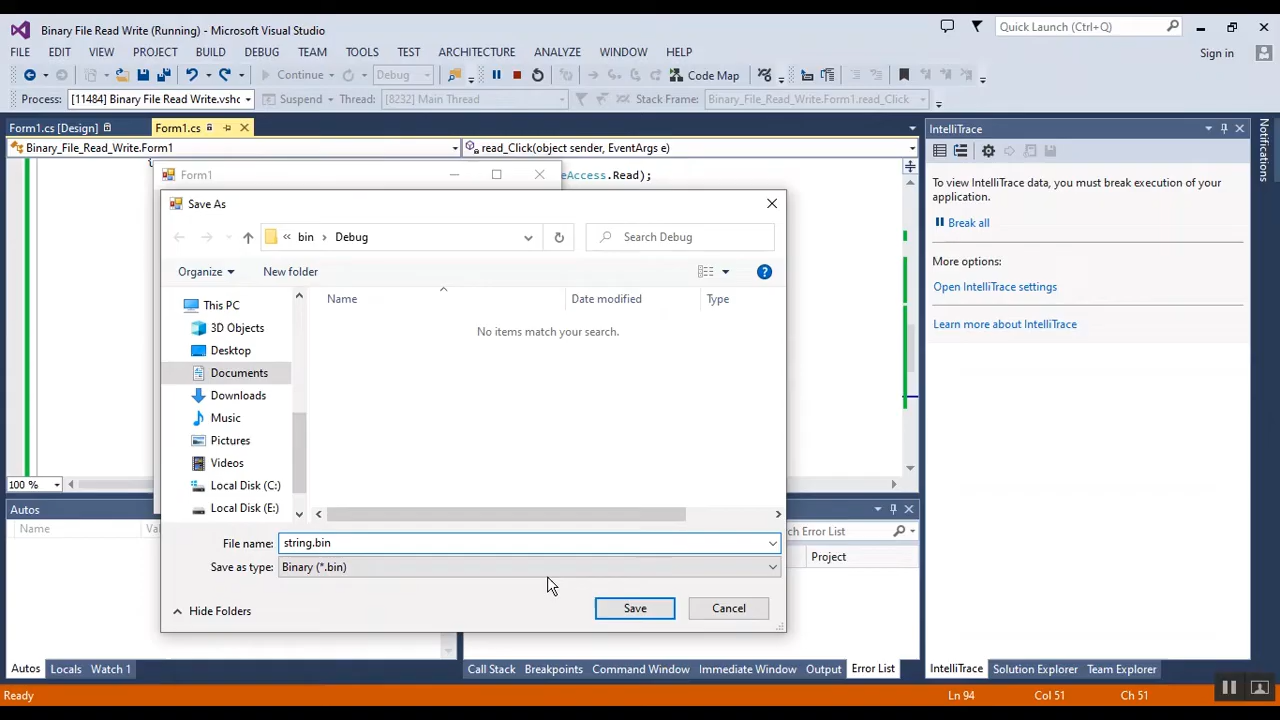 Binary File Read Write (Running) - Microsoft Visual Studio
Quick Launch (Ctrl+Q)
FILE EDIT VIEW PROJECT BUILD DEBUG TEAM TOOLS TEST ARCHITECTURE ANALYZE WINDOW HELP
Sign in
Continue Debug Code Map
Process: [11484] Binary File Read Write.vshc Suspend Thread: [8232] Main Thread Stack Frame: Binary_File_Read_Write.Form1.read_Click
Form1.cs [Design] Form1.cs
IntelliTrace
Notifications
Binary_File_Read_Write.Form1 read_Click(object sender, EventArgs e)
Form1 eAccess.Read);
To view IntelliTrace data, you must break execution of your
application.
Break all
More options:
Open IntelliTrace settings
Learn more about IntelliTrace
Save As
bin Debug
Search Debug
Organize New folder
Name Date modified Type
No items match your search.
This PC
3D Objects
Desktop
Documents
Downloads
Music
Pictures
Videos
Local Disk (C:)
Local Disk (E:)
File name: string.bin
Save as type: Binary (*.bin)
Hide Folders Save Cancel
100 %
Autos
Name Va
ch Error List
Project
Autos Locals Watch 1
Call Stack Breakpoints Command Window Immediate Window Output Error List
IntelliTrace Solution Explorer Team Explorer
Ready Ln 94 Col 51 Ch 51